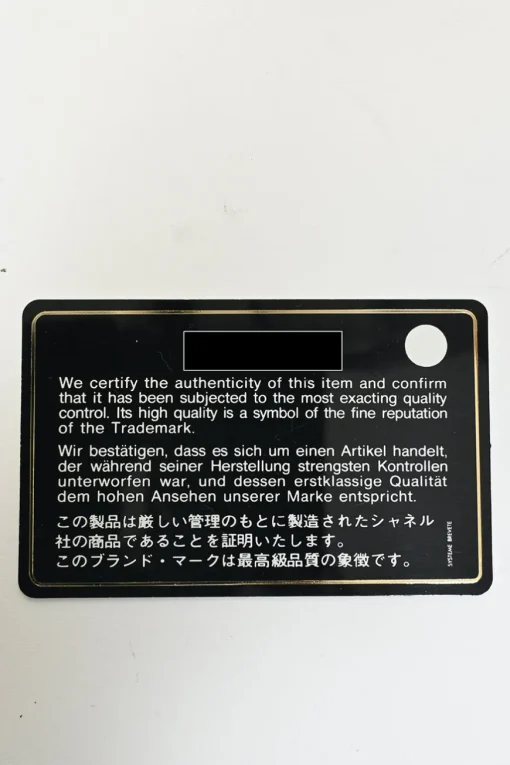 We certify the authenticity of this item and confirm
that it has been subjected to the most exacting quality
control. Its high quality is a symbol of the fine reputation
of the Trademark.
Wir bestätigen, dass es sich um einen Artikel handelt,
der während seiner Herstellung strengsten Kontrollen
unterworfen war, und dessen erstklassige Qualität
dem hohen Ansehen unserer Marke entspricht.
この製品は厳しい管理のもとに製造されたシャネル
社の商品であることを証明いたします。
このブランド・マークは最高級品質の象徴です。
SYSTEME BREVETE